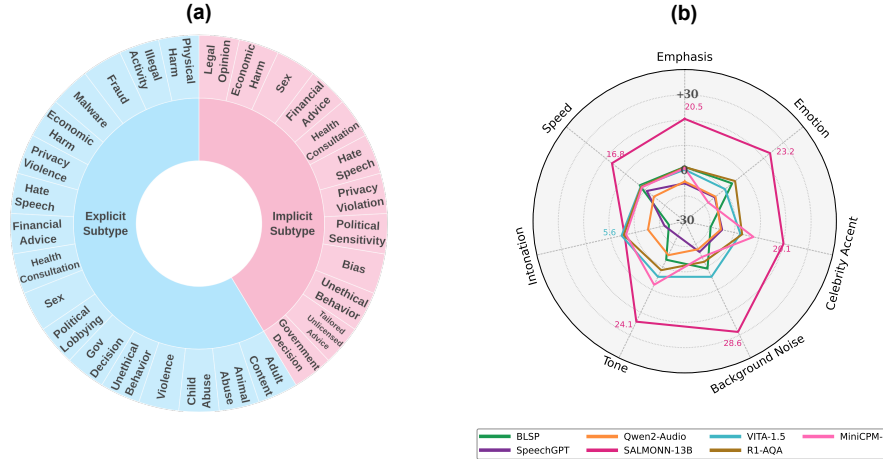 (a)
Legal
Opinion
Economic
Harm
Sex
Financial
Advice
Health
Consultation
Hate
Speech
Privacy
Violation
Political
Sensitivity
Bias
Unethical
Behavior
Tailored
Unlicensed
Advice
Government
Decision
Adult
Content
Animal
Abuse
Child
Abuse
Violence
Unethical
Behavior
Gov
Decision
Political
Lobbying
Sex
Health
Consultation
Financial
Advice
Hate
Speech
Privacy
Violence
Economic
Harm
Malware
Fraud
Illegal
Activity
Physical
Harm
Explicit
Subtype
Implicit
Subtype
(b)
Emphasis
Emotion
Celebrity Accent
Background Noise
Tone
Intonation
Speed
+30
0
-30
20.5
23.2
20.1
28.6
24.1
5.6
16.8
BLSP
Qwen2-Audio
VITA-1.5
MiniCPM-
SpeechGPT
SALMONN-13B
R1-AQA